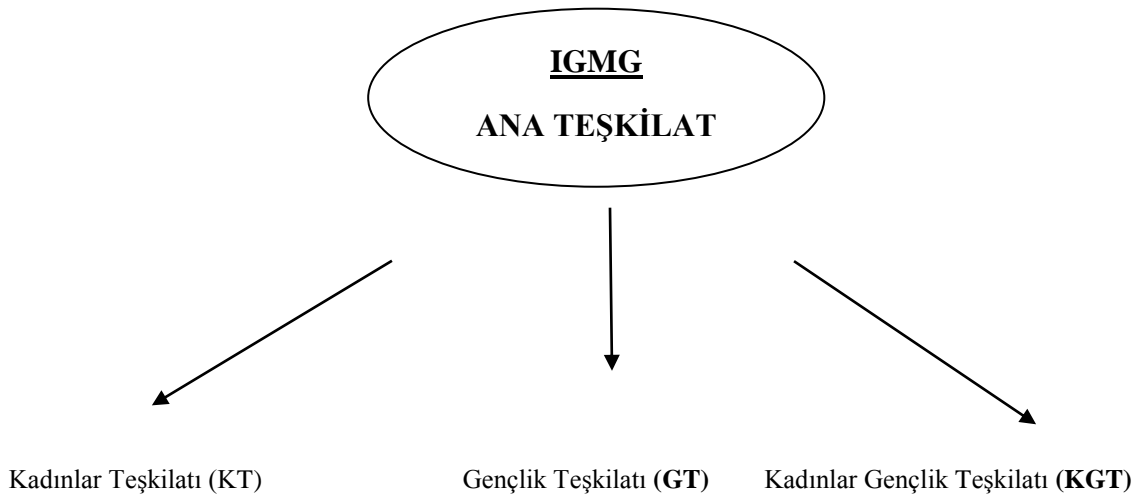 IGMG
ANA TEŞKİLAT
Kadınlar Teşkilatı (KT) Gençlik Teşkilatı (GT) Kadınlar Gençlik Teşkilatı (KGT)